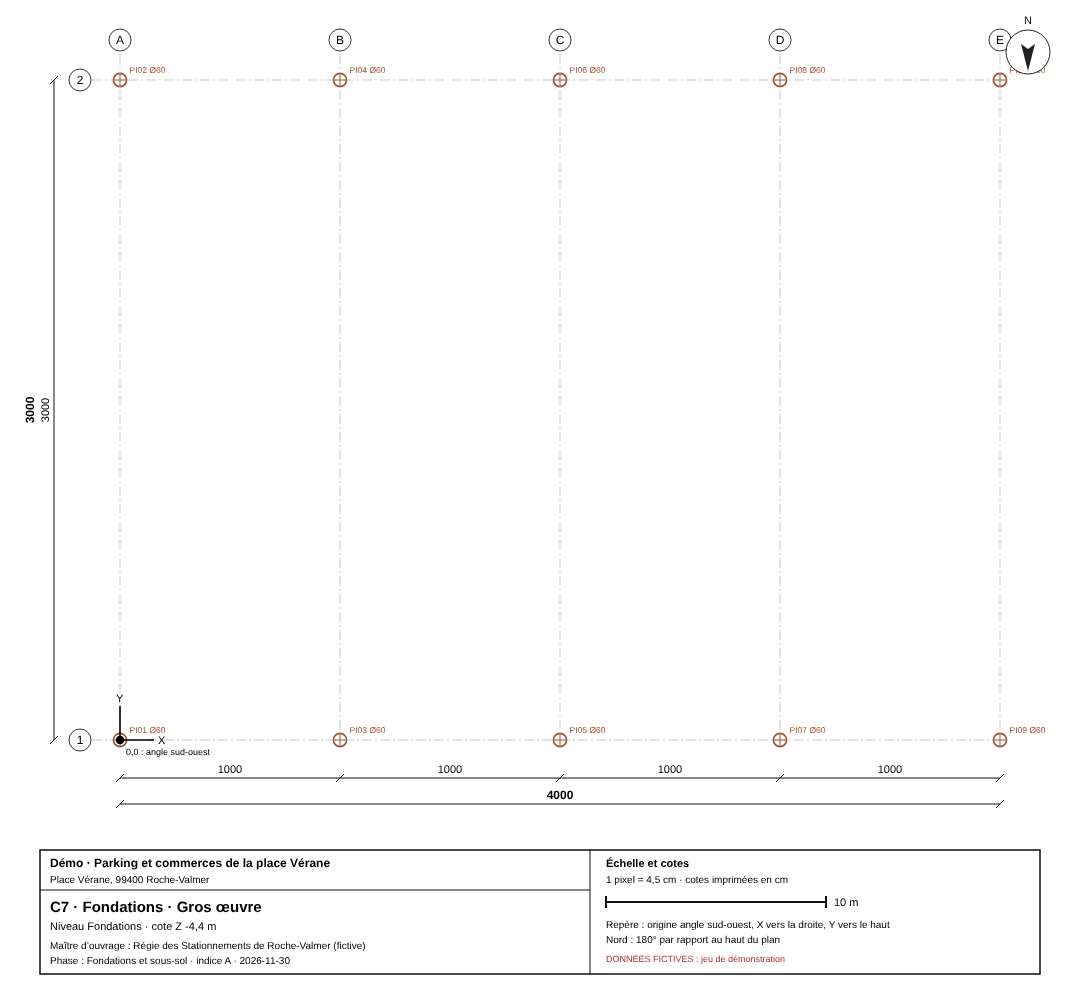 N
A B C D E
2
PI02 Ø60 PI04 Ø60 PI06 Ø60 PI08 Ø60
3000
3000
Y
1
PI01 Ø60 PI03 Ø60 PI05 Ø60 PI07 Ø60 PI09 Ø60
X
0,0 : angle sud-ouest
1000 1000 1000 1000
4000
Démo · Parking et commerces de la place Vérane
Place Vérane, 99400 Roche-Valmer
C7 · Fondations · Gros œuvre
Niveau Fondations · cote Z -4,4 m
Maître d’ouvrage : Régie des Stationnements de Roche-Valmer (fictive)
Phase : Fondations et sous-sol · indice A · 2026-11-30
Échelle et cotes
1 pixel = 4,5 cm · cotes imprimées en cm
10 m
Repère : origine angle sud-ouest, X vers la droite, Y vers le haut
Nord : 180° par rapport au haut du plan
DONNÉES FICTIVES : jeu de démonstration